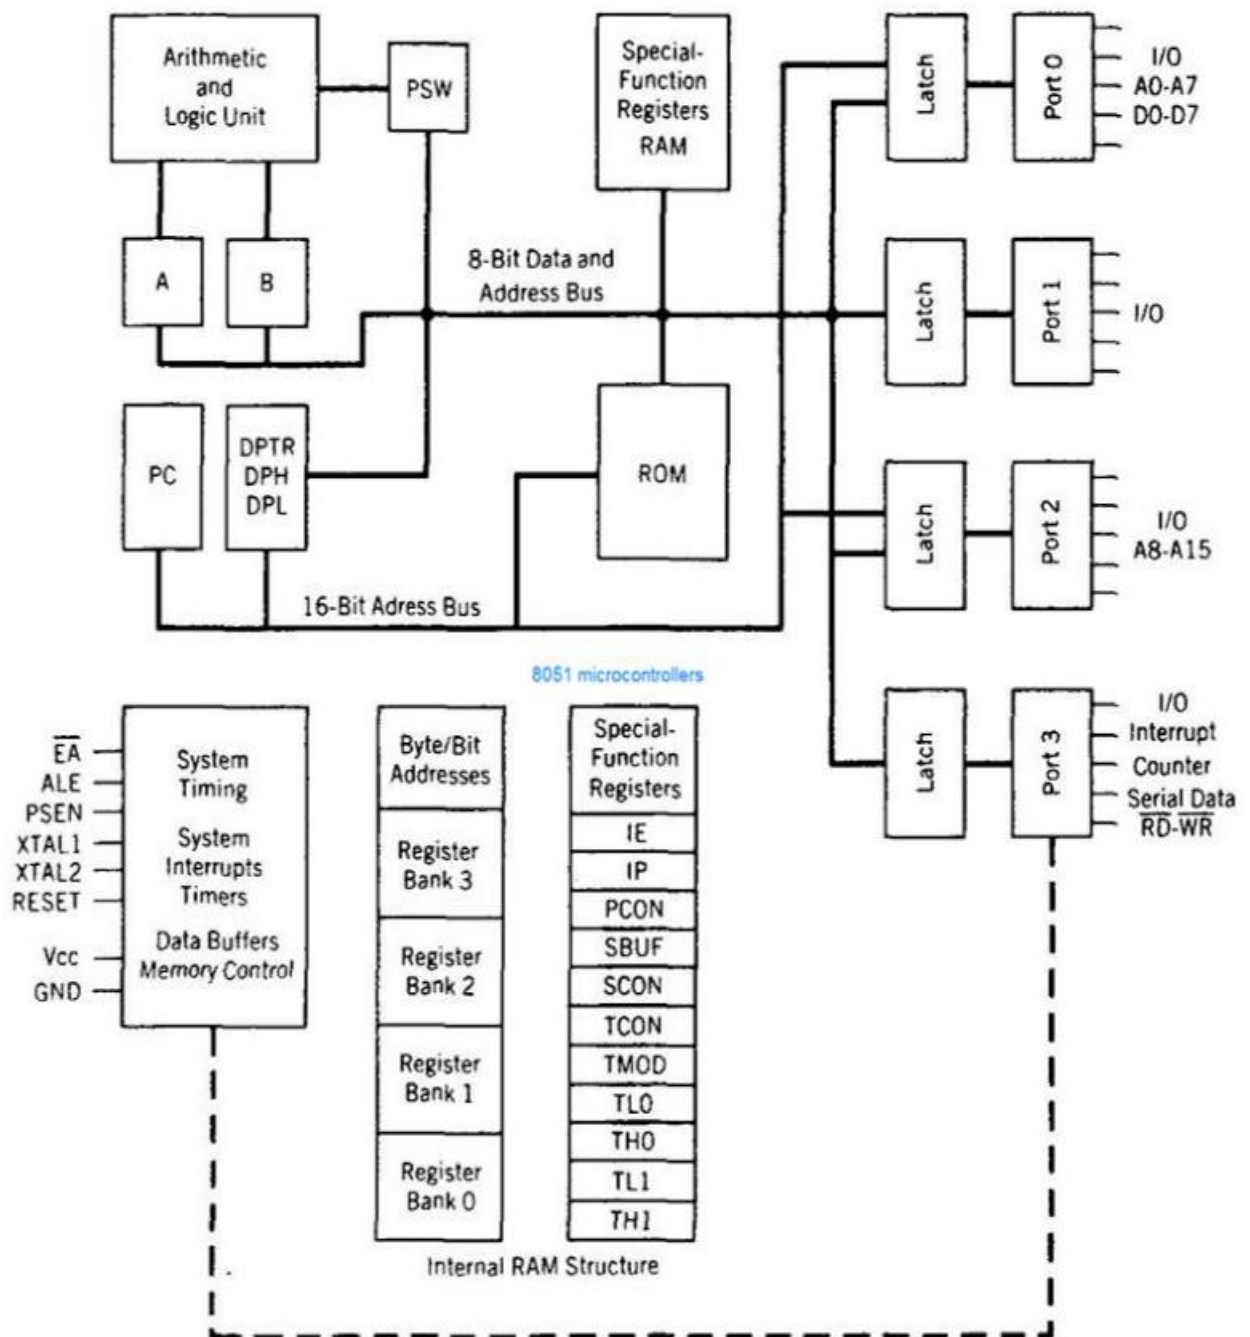 Arithmetic
and
Logic Unit
PSW
Special-
Function
Registers
RAM
Latch
Port 0
I/O
A0-A7
D0-D7
A
B
8-Bit Data and
Address Bus
Latch
Port 1
I/O
PC
DPTR
DPH
DPL
ROM
Latch
Port 2
I/O
A8-A15
16-Bit Adress Bus
8051 microcontrollers
Latch
Port 3
I/O
Interrupt
Counter
Serial Data
R̅D̅-W̅R̅
E̅A̅
ALE
PSEN
XTAL1
XTAL2
RESET
Vcc
GND
System
Timing
System
Interrupts
Timers
Data Buffers
Memory Control
Byte/Bit
Addresses
Register
Bank 3
Register
Bank 2
Register
Bank 1
Register
Bank 0
Special-
Function
Registers
IE
IP
PCON
SBUF
SCON
TCON
TMOD
TL0
TH0
TL1
TH1
Internal RAM Structure